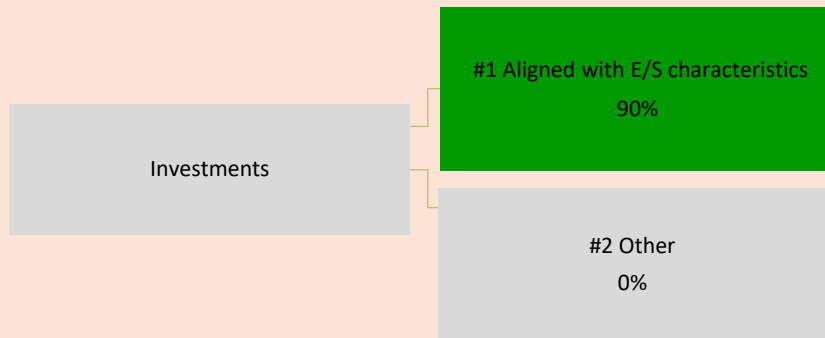 #1 Aligned with E/S characteristics
90%
Investments
#2 Other
0%